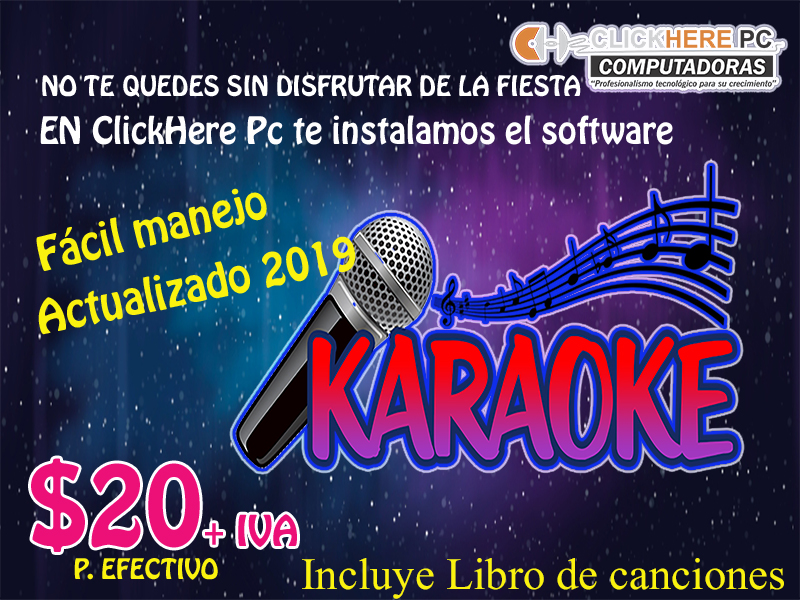 CLICKHERE PC
COMPUTADORAS
"Profesionalismo tecnológico para su crecimiento"
NO TE QUEDES SIN DISFRUTAR DE LA FIESTA
EN ClickHere Pc te instalamos el software
Fácil manejo
Actualizado 2019
KARAOKE
$20+ IVA
P. EFECTIVO
Incluye Libro de canciones